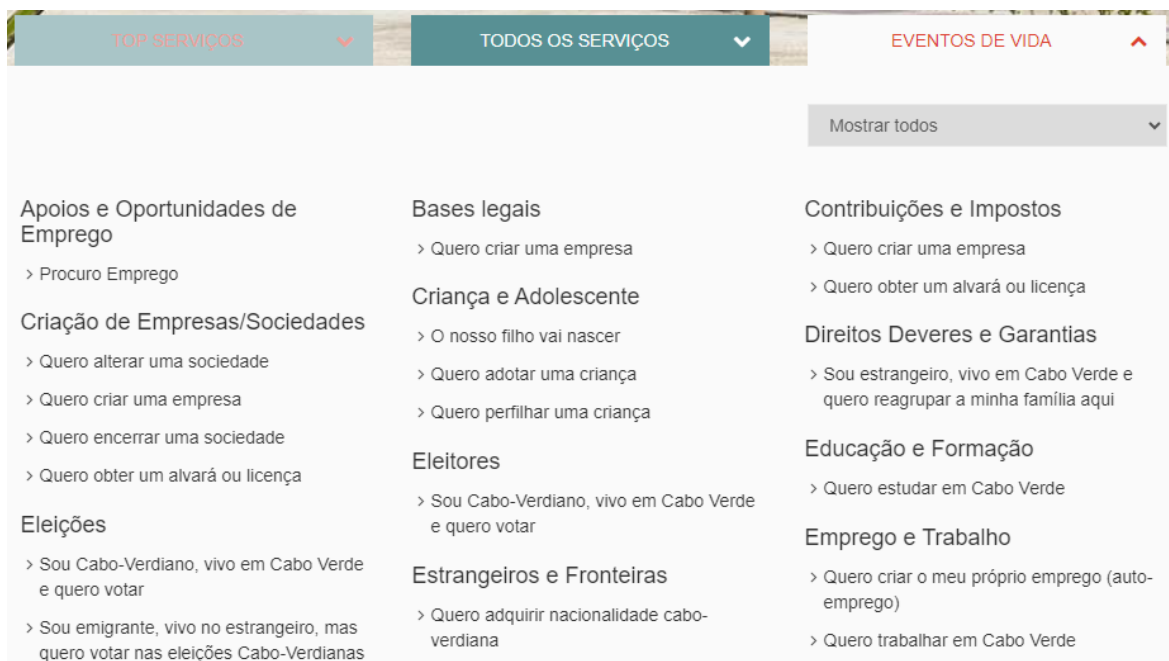 TOP SERVIÇOS
TODOS OS SERVIÇOS
EVENTOS DE VIDA
Mostrar todos
Apoios e Oportunidades de
Emprego
> Procuro Emprego
Criação de Empresas/Sociedades
> Quero alterar uma sociedade
> Quero criar uma empresa
> Quero encerrar uma sociedade
> Quero obter um alvará ou licença
Eleições
> Sou Cabo-Verdiano, vivo em Cabo Verde
e quero votar
> Sou emigrante, vivo no estrangeiro, mas
quero votar nas eleições Cabo-Verdianas
Bases legais
> Quero criar uma empresa
Criança e Adolescente
> O nosso filho vai nascer
> Quero adotar uma criança
> Quero perfilhar uma criança
Eleitores
> Sou Cabo-Verdiano, vivo em Cabo Verde
e quero votar
Estrangeiros e Fronteiras
> Quero adquirir nacionalidade cabo-
verdiana
Contribuições e Impostos
> Quero criar uma empresa
> Quero obter um alvará ou licença
Direitos Deveres e Garantias
> Sou estrangeiro, vivo em Cabo Verde e
quero reagrupar a minha família aqui
Educação e Formação
> Quero estudar em Cabo Verde
Emprego e Trabalho
> Quero criar o meu próprio emprego (auto-
emprego)
> Quero trabalhar em Cabo Verde